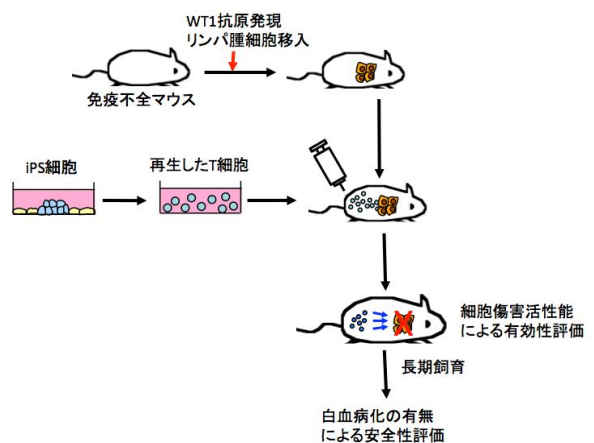 WT1抗原発現
リンパ腫細胞移入
免疫不全マウス
iPS細胞
再生したT細胞
細胞傷害活性能
による有効性評価
長期飼育
白血病化の有無
による安全性評価